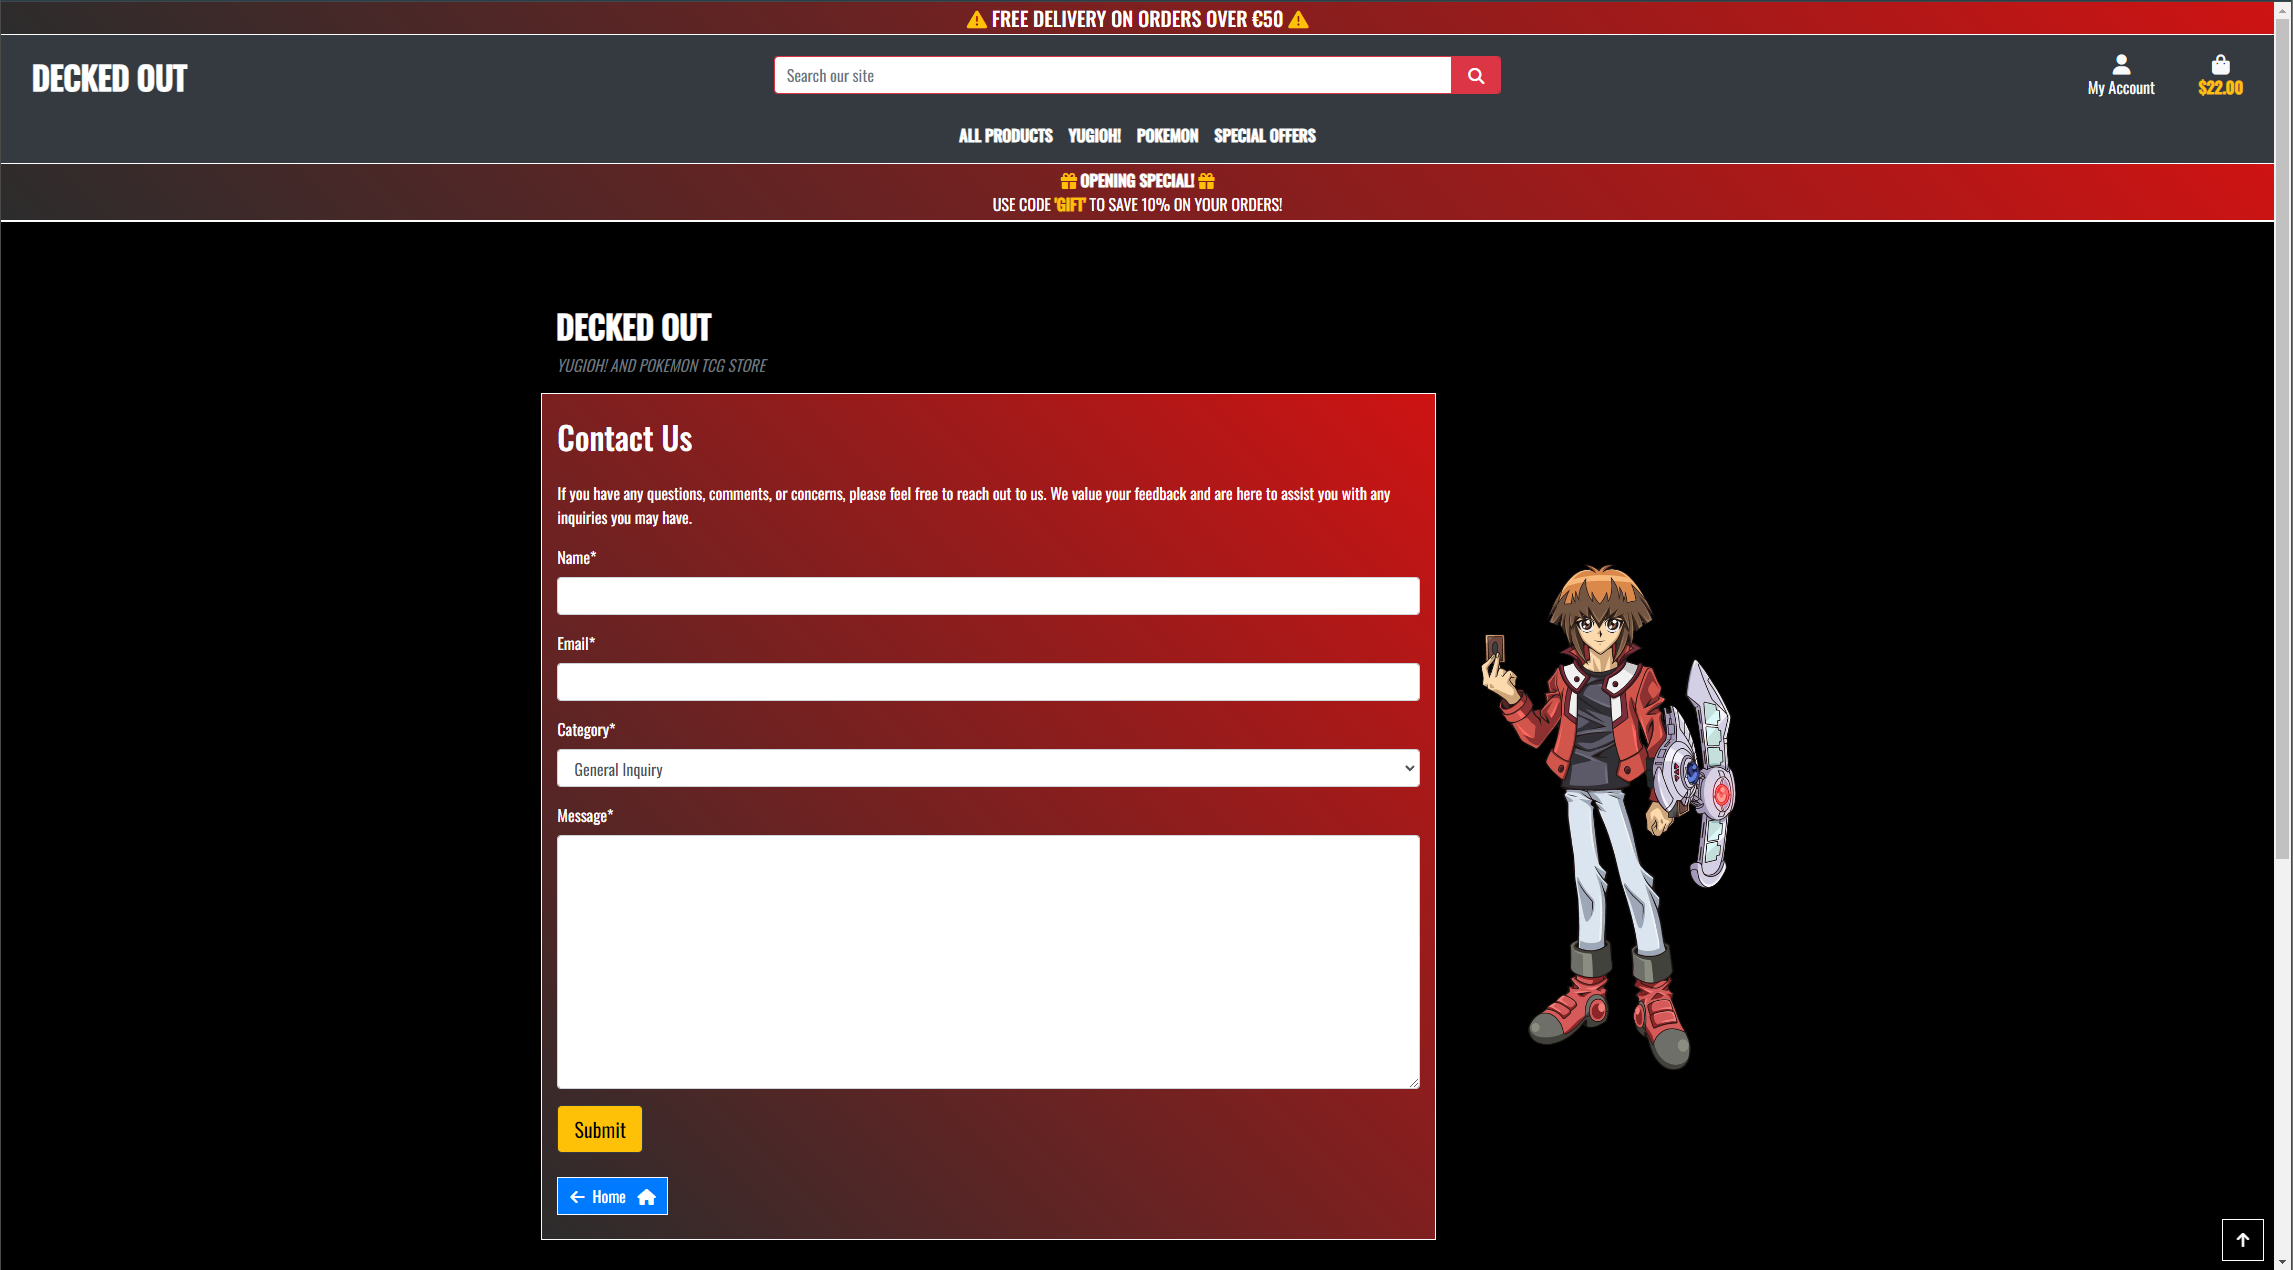 FREE DELIVERY ON ORDERS OVER €50
DECKED OUT
Search our site
My Account
$22.00
ALL PRODUCTS YUGIOH! POKEMON SPECIAL OFFERS
OPENING SPECIAL!
USE CODE 'GIFT' TO SAVE 10% ON YOUR ORDERS!
DECKED OUT
YUGIOH! AND POKEMON TCG STORE
Contact Us
If you have any questions, comments, or concerns, please feel free to reach out to us. We value your feedback and are here to assist you with any
inquiries you may have.
Name*
Email*
Category*
General Inquiry
Message*
Submit
Home